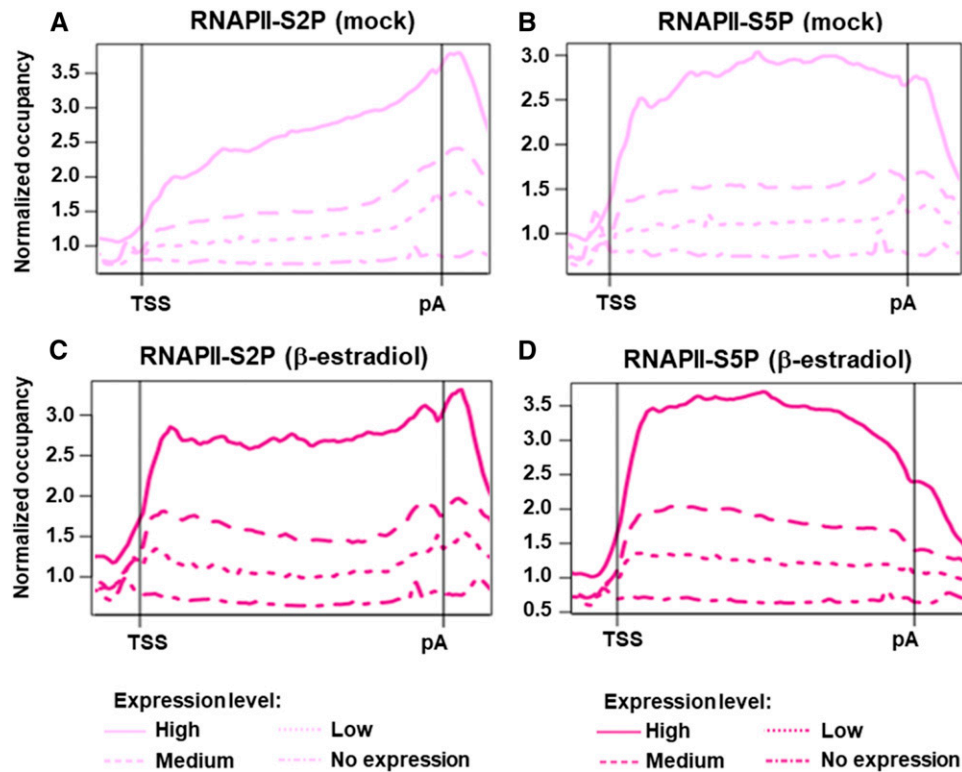 A
RNAPII-S2P (mock)
Normalized occupancy
3.5
3.0
2.5
2.0
1.5
1.0
TSS
pA
B
RNAPII-S5P (mock)
3.0
2.5
2.0
1.5
1.0
TSS
pA
C
RNAPII-S2P (β-estradiol)
Normalized occupancy
3.0
2.5
2.0
1.5
1.0
TSS
pA
D
RNAPII-S5P (β-estradiol)
3.5
3.0
2.5
2.0
1.5
1.0
0.5
TSS
pA
Expression level:
High
Low
Medium
No expression
Expression level:
High
Low
Medium
No expression